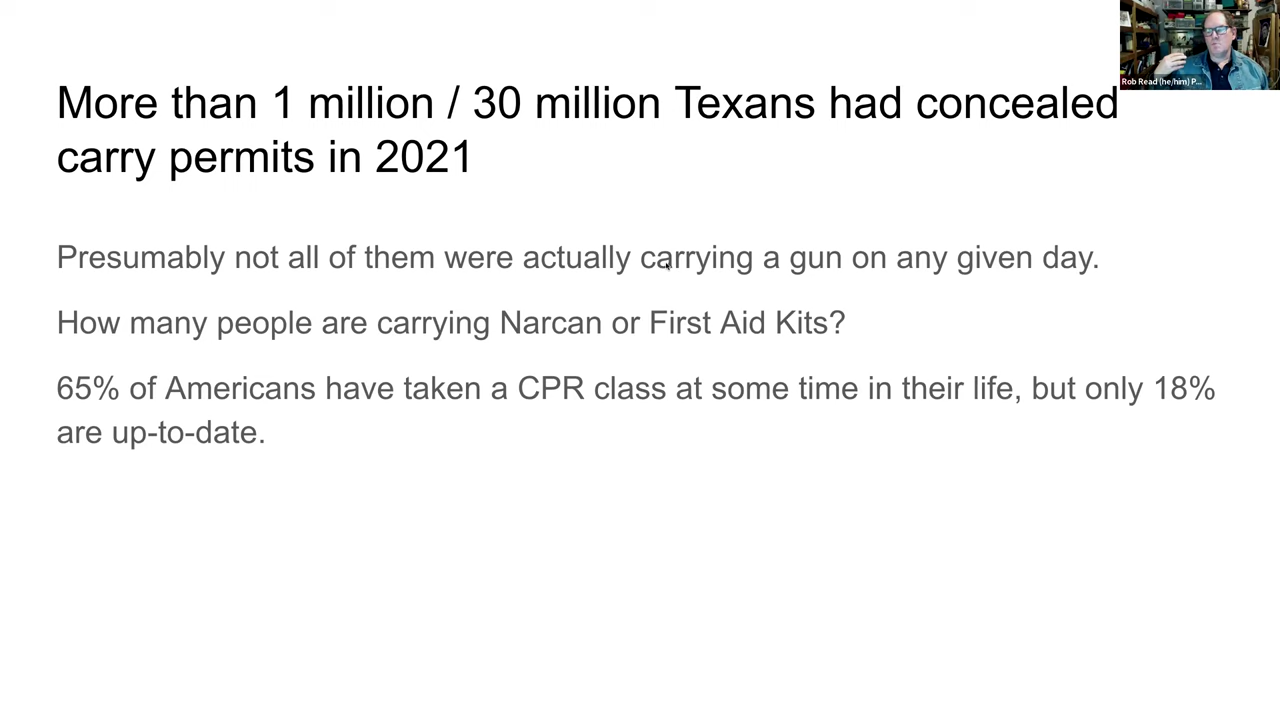 More than 1 million / 30 million Texans had concealed
carry permits in 2021
Presumably not all of them were actually carrying a gun on any given day.
How many people are carrying Narcan or First Aid Kits?
65% of Americans have taken a CPR class at some time in their life, but only 18%
are up-to-date.
Rob Read (he/him) P...